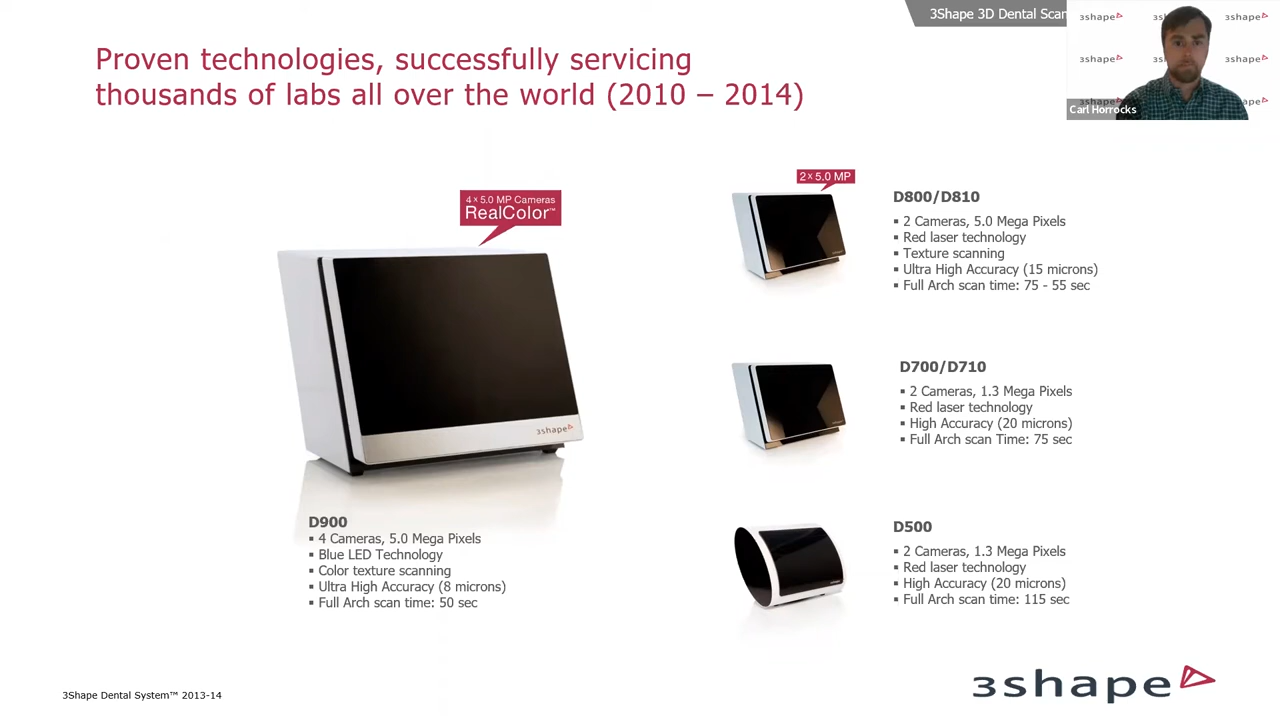 3Shape 3D Dental Scan
Carl Horrocks
Proven technologies, successfully servicing
thousands of labs all over the world (2010 – 2014)
4 x 5.0 MP Cameras
RealColor™
3shape
D900
▪ 4 Cameras, 5.0 Mega Pixels
▪ Blue LED Technology
▪ Color texture scanning
▪ Ultra High Accuracy (8 microns)
▪ Full Arch scan time: 50 sec
2 x 5.0 MP
D800/D810
▪ 2 Cameras, 5.0 Mega Pixels
▪ Red laser technology
▪ Texture scanning
▪ Ultra High Accuracy (15 microns)
▪ Full Arch scan time: 75 - 55 sec
D700/D710
▪ 2 Cameras, 1.3 Mega Pixels
▪ Red laser technology
▪ High Accuracy (20 microns)
▪ Full Arch scan Time: 75 sec
D500
▪ 2 Cameras, 1.3 Mega Pixels
▪ Red laser technology
▪ High Accuracy (20 microns)
▪ Full Arch scan time: 115 sec
3Shape Dental System™ 2013-14
3shape